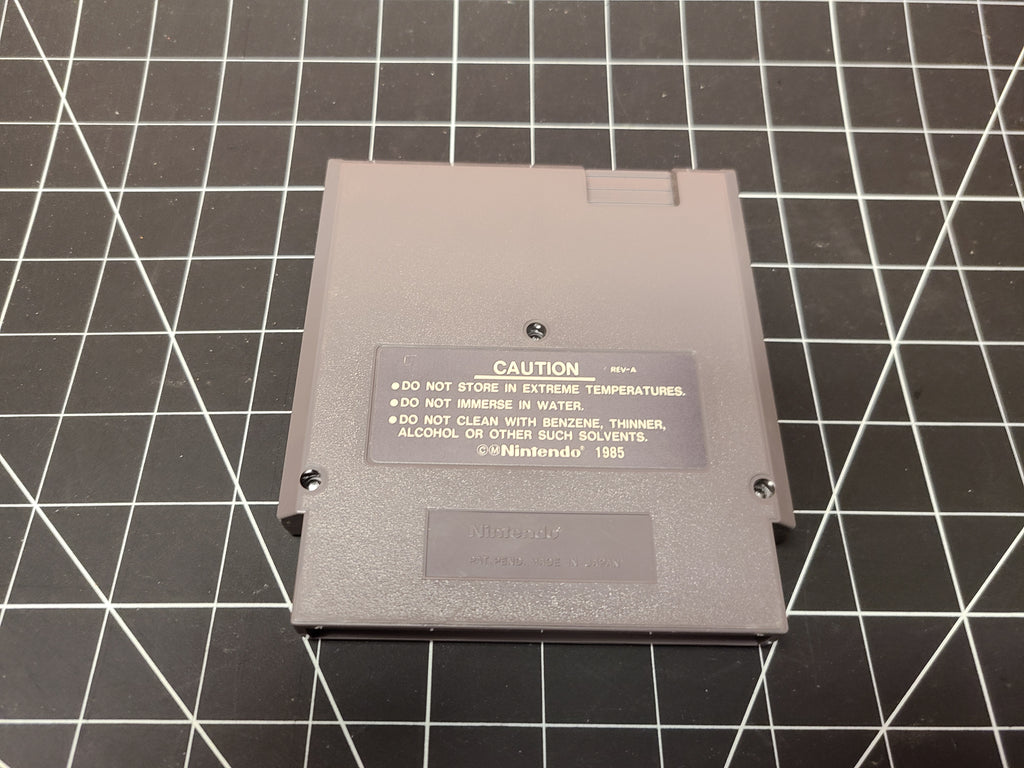 CAUTION REV-A
●DO NOT STORE IN EXTREME TEMPERATURES.
●DO NOT IMMERSE IN WATER.
●DO NOT CLEAN WITH BENZENE, THINNER,
ALCOHOL OR OTHER SUCH SOLVENTS.
©Ⓜ Nintendo® 1985
Nintendo®
PAT. PEND. MADE IN JAPAN